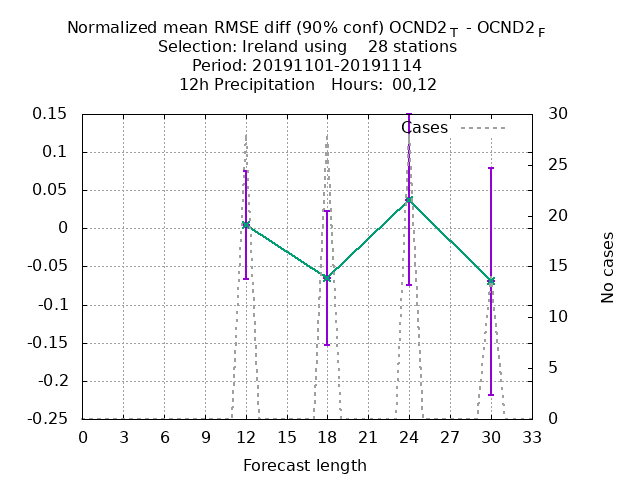 Normalized mean RMSE diff (90% conf) OCND2 T - OCND2 F
Selection: Ireland using 28 stations
Period: 20191101-20191114
12h Precipitation Hours: 00,12
Cases
0.15
0.1
0.05
0
-0.05
-0.1
-0.15
-0.2
-0.25
30
25
20
15
10
5
0
No cases
0 3 6 9 12 15 18 21 24 27 30 33
Forecast length